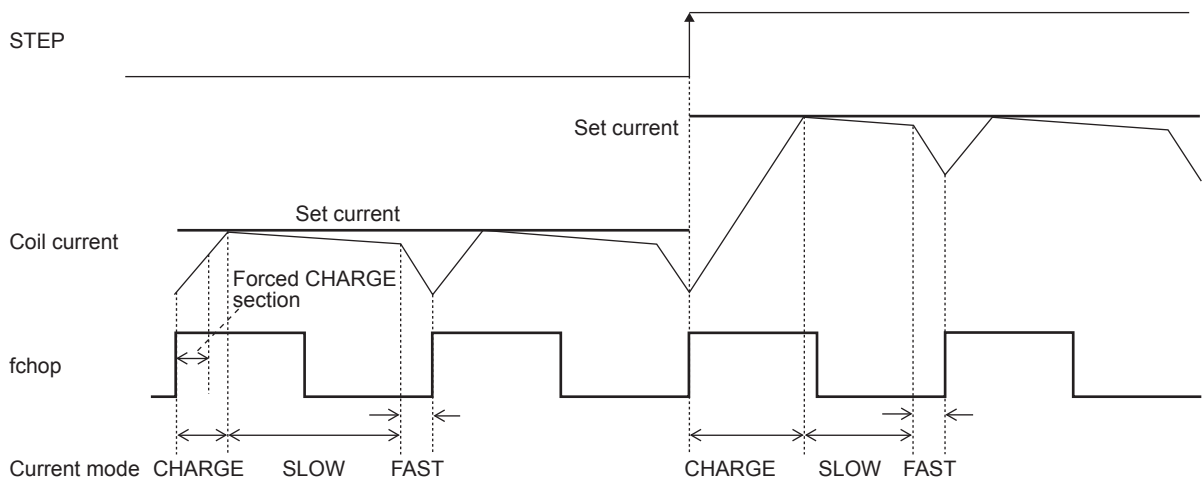 STEP
Set current
Set current
Coil current
Forced CHARGE
section
fchop
Current mode CHARGE SLOW FAST CHARGE SLOW FAST